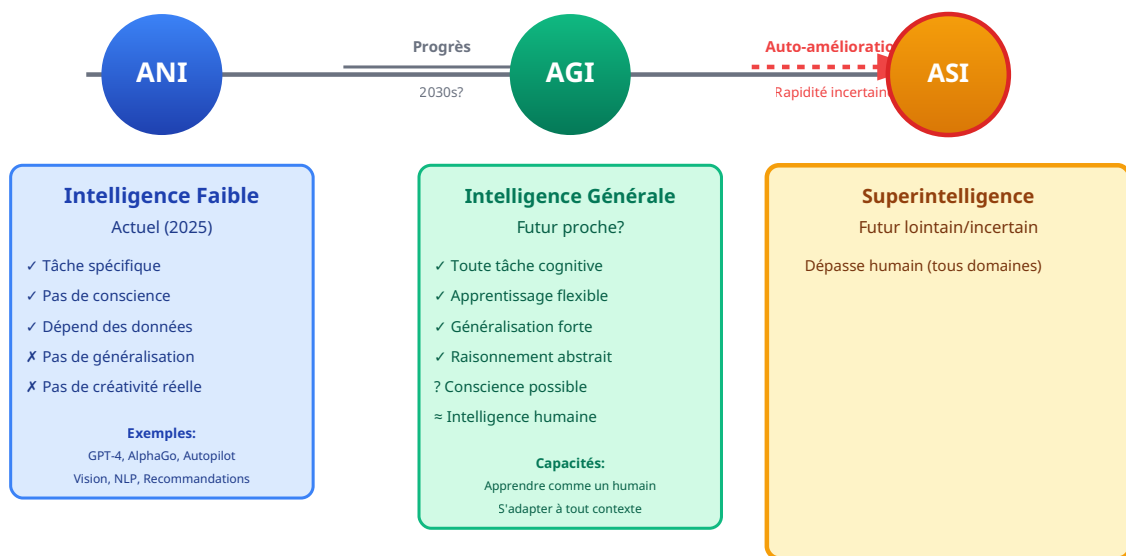 ANI
Progrès
2030s?
AGI
Auto-amélioratio
Rapidité incertain
ASI
Intelligence Faible
Actuel (2025)
✓ Tâche spécifique
✓ Pas de conscience
✓ Dépend des données
✗ Pas de généralisation
✗ Pas de créativité réelle
Exemples:
GPT-4, AlphaGo, Autopilot
Vision, NLP, Recommandations
Intelligence Générale
Futur proche?
✓ Toute tâche cognitive
✓ Apprentissage flexible
✓ Généralisation forte
✓ Raisonnement abstrait
? Conscience possible
≈ Intelligence humaine
Capacités:
Apprendre comme un humain
S'adapter à tout contexte
Superintelligence
Futur lointain/incertain
Dépasse humain (tous domaines)